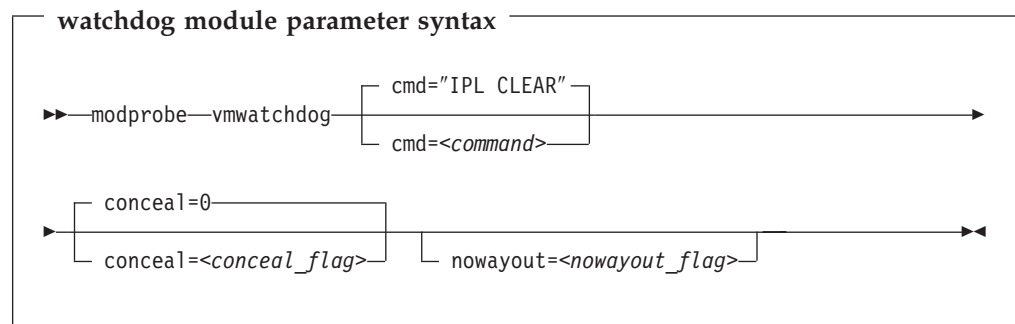 watchdog module parameter syntax
cmd="IPL CLEAR"
modprobe vmwatchdog
cmd=<command>
conceal=0
conceal=<conceal_flag>
nowayout=<nowayout_flag>